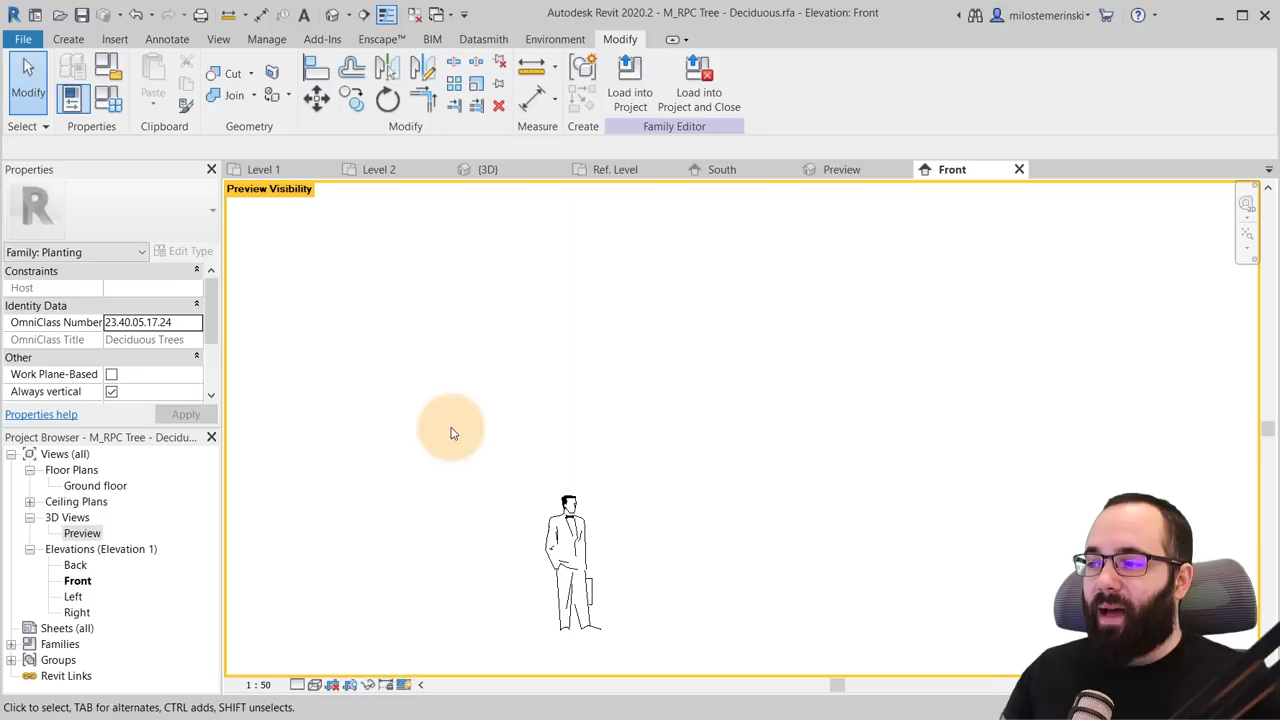 Autodesk Revit 2020.2 - M_RPC Tree - Deciduous.rfa - Elevation: Front
milostemerinski
File Create Insert Annotate View Manage Add-Ins Enscape™ BIM Datasmith Environment Modify
Modify
Paste
Cut
Join
Load into Project
Load into Project and Close
Select Properties Clipboard Geometry Modify Measure Create Family Editor
Properties
Level 1 Level 2 {3D} Ref. Level South Preview Front
Preview Visibility
Family: Planting Edit Type
Constraints
Host
Identity Data
OmniClass Number 23.40.05.17.24
OmniClass Title Deciduous Trees
Other
Work Plane-Based
Always vertical
Properties help Apply
Project Browser - M_RPC Tree - Decidu...
Views (all)
Floor Plans
Ground floor
Ceiling Plans
3D Views
Preview
Elevations (Elevation 1)
Back
Front
Left
Right
Sheets (all)
Families
Groups
Revit Links
1 : 50
Click to select, TAB for alternates, CTRL adds, SHIFT unselects.